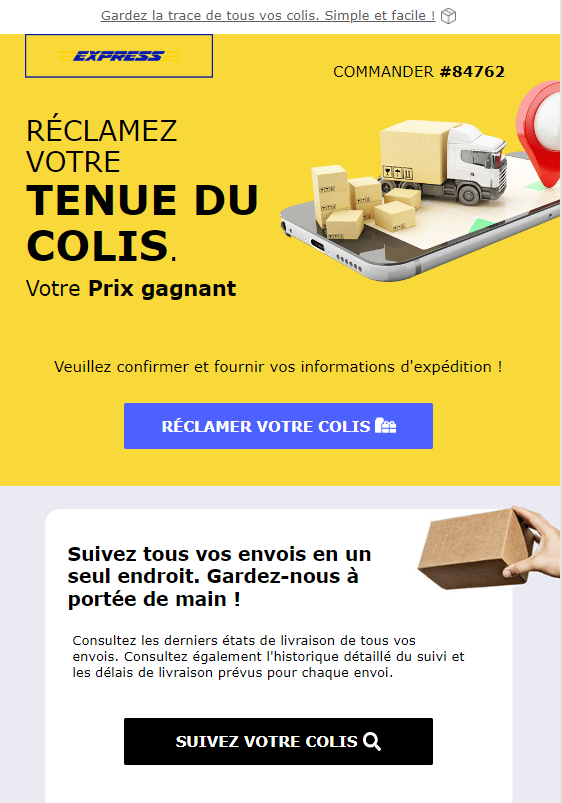 Gardez la trace de tous vos colis. Simple et facile !
EXPRESS
COMMANDER #84762
RÉCLAMEZ
VOTRE
TENUE DU
COLIS.
Votre Prix gagnant
Veuillez confirmer et fournir vos informations d'expédition !
RÉCLAMER VOTRE COLIS
Suivez tous vos envois en un
seul endroit. Gardez-nous à
portée de main !
Consultez les derniers états de livraison de tous vos
envois. Consultez également l'historique détaillé du suivi et
les délais de livraison prévus pour chaque envoi.
SUIVEZ VOTRE COLIS